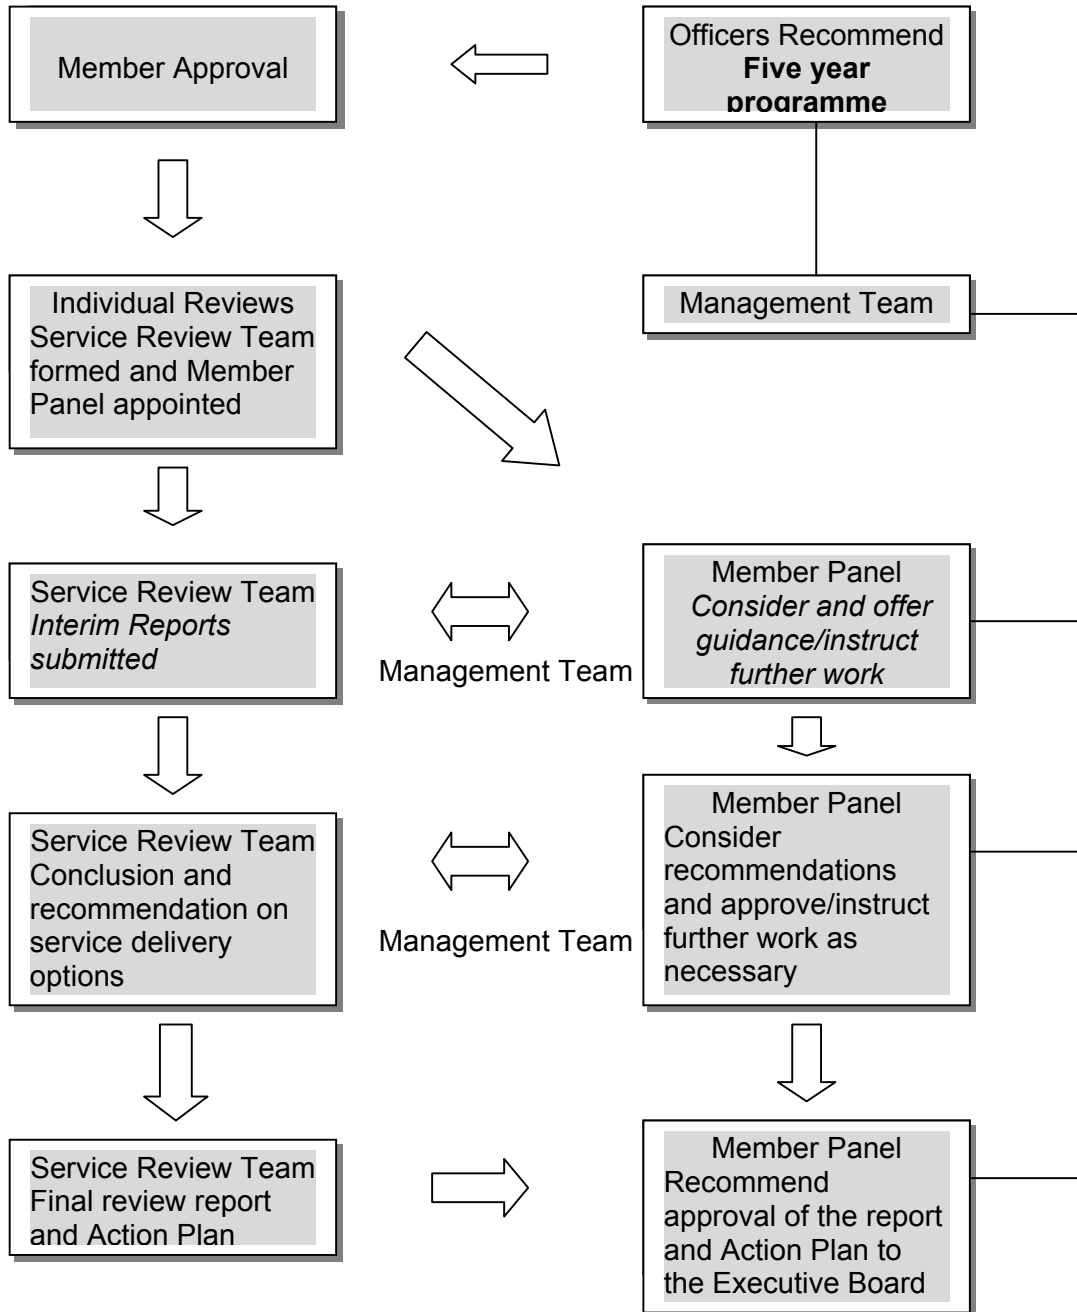 Member Approval
Officers Recommend
Five year
programme
Individual Reviews
Service Review Team
formed and Member
Panel appointed
Management Team
Service Review Team
Interim Reports
submitted
Management Team
Member Panel
Consider and offer
guidance/instruct
further work
Service Review Team
Conclusion and
recommendation on
service delivery
options
Management Team
Member Panel
Consider
recommendations
and approve/instruct
further work as
necessary
Service Review Team
Final review report
and Action Plan
Member Panel
Recommend
approval of the report
and Action Plan to
the Executive Board